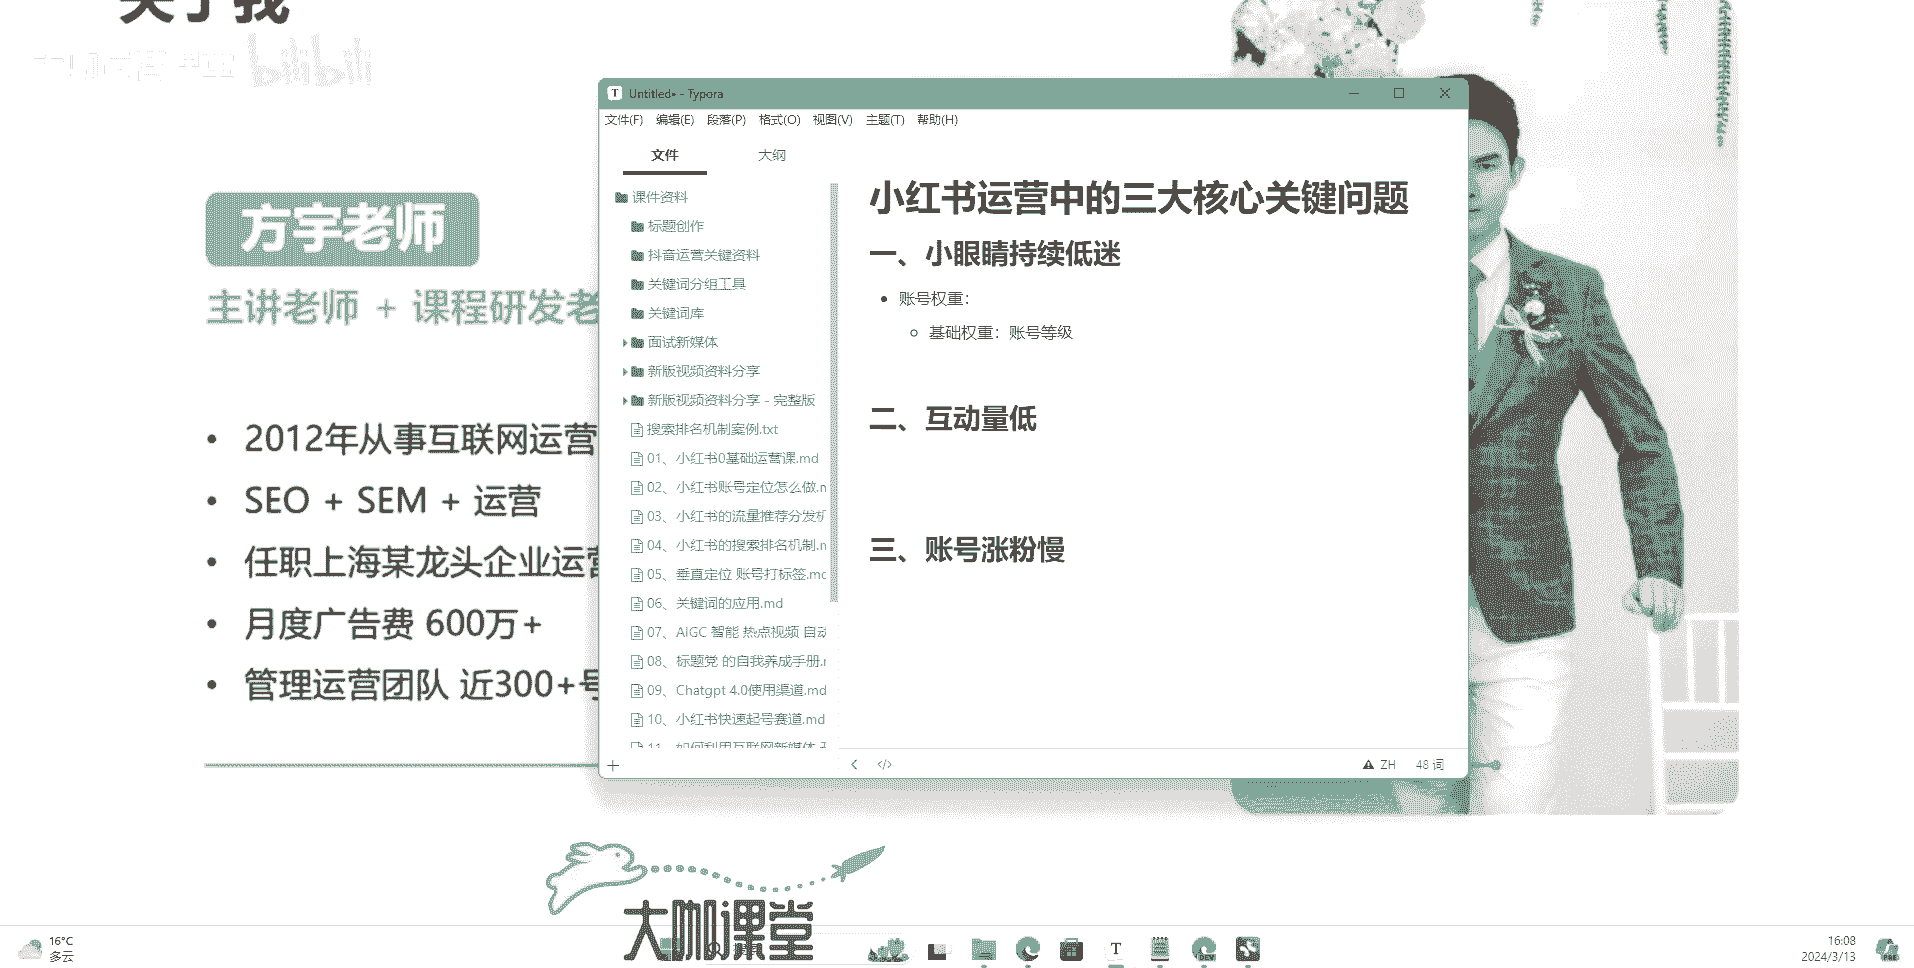 关于我
bilibili
方宇老师
主讲老师 + 课程研发老
2012年从事互联网运营
SEO + SEM + 运营
任职上海某龙头企业运营
月度广告费 600万+
管理运营团队 近300+号
Untitled• - Typora
文件(F) 编辑(E) 段落(P) 格式(O) 视图(V) 主题(T) 帮助(H)
文件 大纲
课件资料
标题创作
抖音运营关键资料
关键词分组工具
关键词库
面试新媒体
新版视频资料分享
新版视频资料分享 - 完整版
搜索排名机制案例.txt
01、小红书0基础运营课.md
02、小红书账号定位怎么做.m
03、小红书的流量推荐分发机
04、小红书的搜索排名机制.m
05、垂直定位 账号打标签.md
06、关键词的应用.md
07、AIGC 智能 热点视频 自动
08、标题党 的自我养成手册.m
09、Chatgpt 4.0使用渠道.md
10、小红书快速起号赛道.md
11、如何利用互联网新媒体
小红书运营中的三大核心关键问题
一、小眼睛持续低迷
账号权重：
基础权重：账号等级
二、互动量低
三、账号涨粉慢
ZH 48 词
大咖课堂
16°C
多云
16:08
2024/3/13